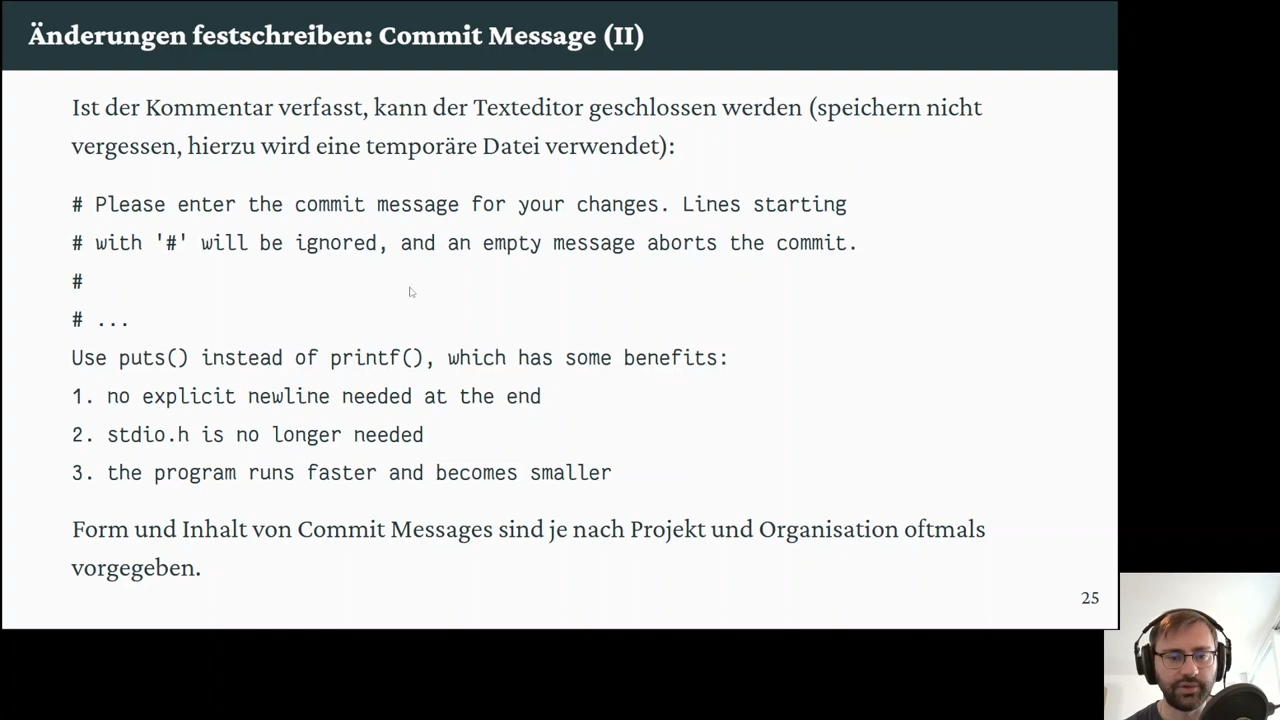 Änderungen festschreiben: Commit Message (II)
Ist der Kommentar verfasst, kann der Texteditor geschlossen werden (speichern nicht
vergessen, hierzu wird eine temporäre Datei verwendet):
# Please enter the commit message for your changes. Lines starting
# with '#' will be ignored, and an empty message aborts the commit.
#
# ...
Use puts() instead of printf(), which has some benefits:
1. no explicit newline needed at the end
2. stdio.h is no longer needed
3. the program runs faster and becomes smaller
Form und Inhalt von Commit Messages sind je nach Projekt und Organisation oftmals
vorgegeben.
25